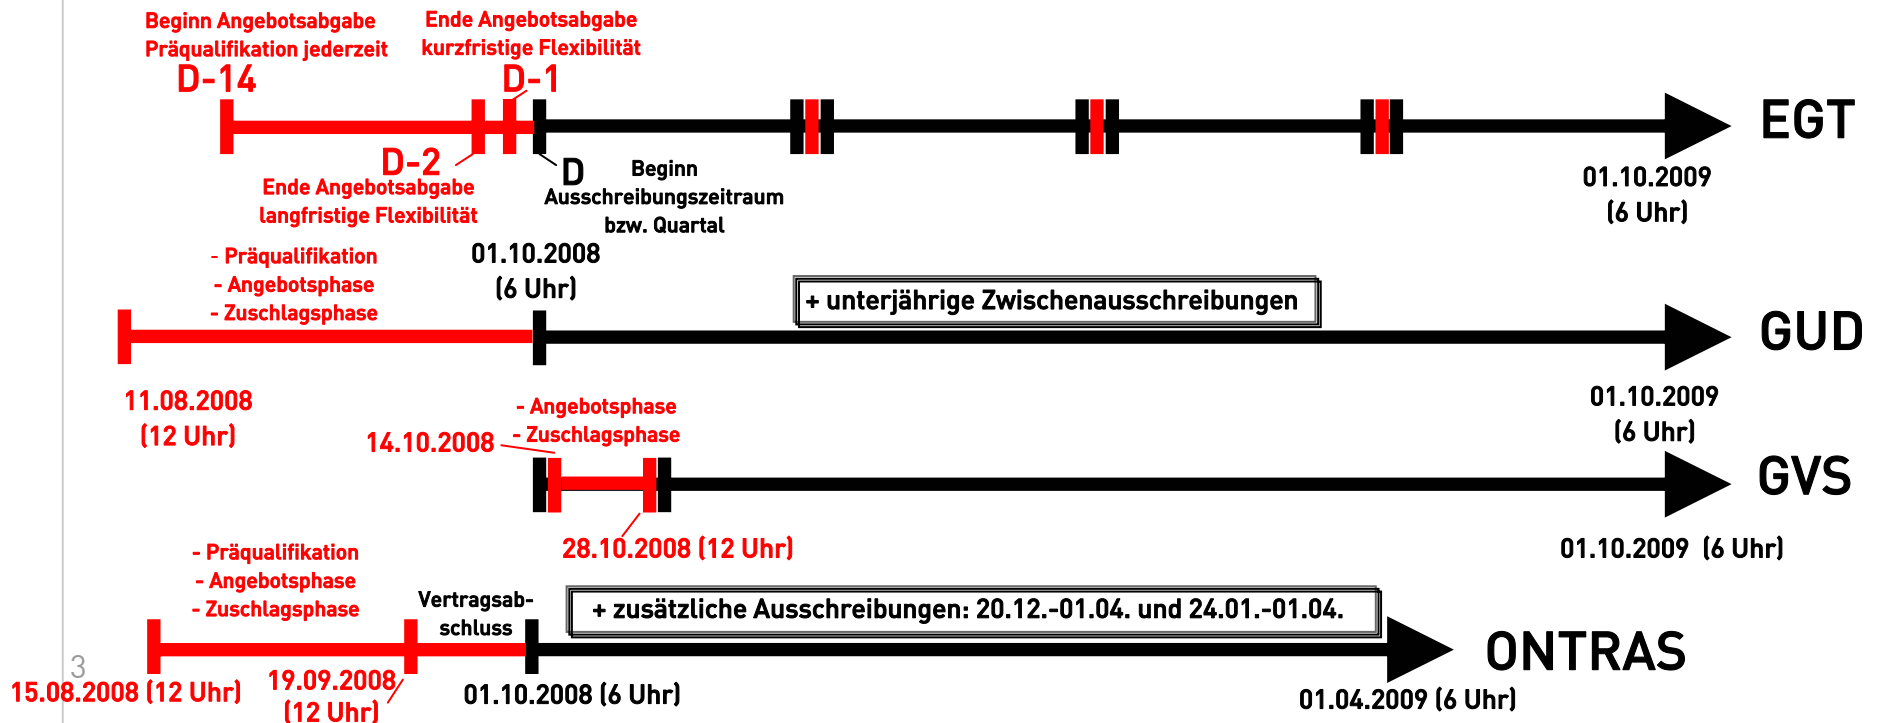 Beginn Angebotsabgabe
Präqualifikation jederzeit
D-14
Ende Angebotsabgabe
kurzfristige Flexibilität
D-1
EGT
D-2
Ende Angebotsabgabe
langfristige Flexibilität
D
Beginn
Ausschreibungszeitraum
bzw. Quartal
01.10.2009
(6 Uhr)
- Präqualifikation
- Angebotsphase
- Zuschlagsphase
01.10.2008
(6 Uhr)
+ unterjährige Zwischenausschreibungen
GUD
11.08.2008
(12 Uhr)
01.10.2009
(6 Uhr)
- Angebotsphase
- Zuschlagsphase
14.10.2008
GVS
28.10.2008 (12 Uhr)
01.10.2009 (6 Uhr)
- Präqualifikation
- Angebotsphase
- Zuschlagsphase
Vertragsab-
schluss
+ zusätzliche Ausschreibungen: 20.12.-01.04. und 24.01.-01.04.
ONTRAS
3
15.08.2008 (12 Uhr)
19.09.2008
(12 Uhr)
01.10.2008 (6 Uhr)
01.04.2009 (6 Uhr)